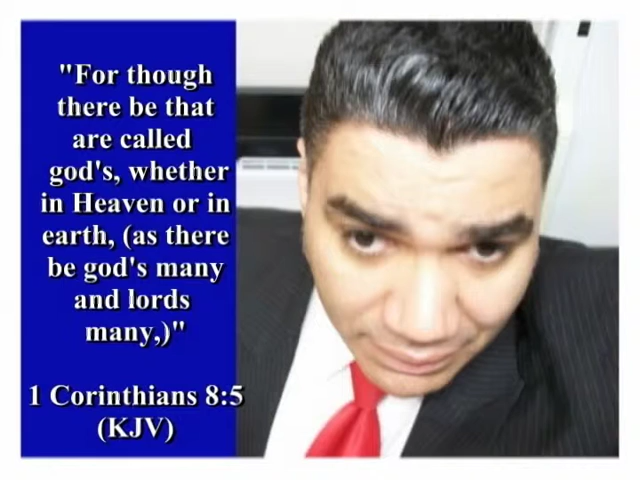 "For though
there be that
are called
god's, whether
in Heaven or in
earth, (as there
be god's many
and lords
many,)"
1 Corinthians 8:5
(KJV)